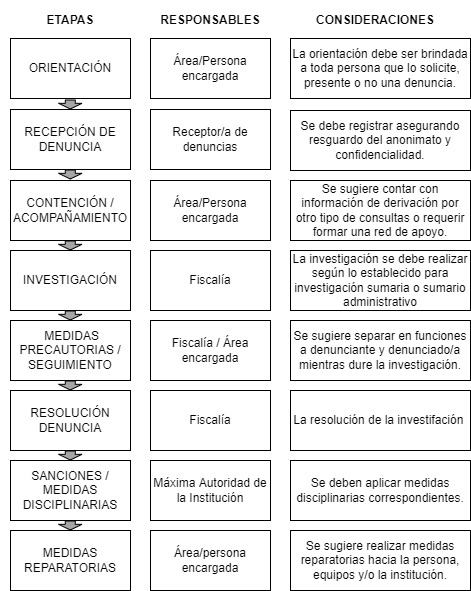 ETAPAS RESPONSABLES CONSIDERACIONES
ORIENTACIÓN
Área/Persona
encargada
La orientación debe ser brindada
a toda persona que lo solicite,
presente o no una denuncia.
RECEPCIÓN DE
DENUNCIA
Receptor/a de
denuncias
Se debe registrar asegurando
resguardo del anonimato y
confidencialidad.
CONTENCIÓN /
ACOMPAÑAMIENTO
Área/Persona
encargada
Se sugiere contar con
información de derivación por
otro tipo de consultas o requerir
formar una red de apoyo.
INVESTIGACIÓN
Fiscalía
La investigación se debe realizar
según lo establecido para
investigación sumaria o sumario
administrativo
MEDIDAS
PRECAUTORIAS /
SEGUIMIENTO
Fiscalía / Área
encargada
Se sugiere separar en funciones
a denunciante y denunciado/a
mientras dure la investigación.
RESOLUCIÓN
DENUNCIA
Fiscalía
La resolución de la investifación
SANCIONES /
MEDIDAS
DISCIPLINARIAS
Máxima Autoridad de
la Institución
Se deben aplicar medidas
disciplinarias correspondientes.
MEDIDAS
REPARATORIAS
Área/persona
encargada
Se sugiere realizar medidas
reparatorias hacia la persona,
equipos y/o la institución.